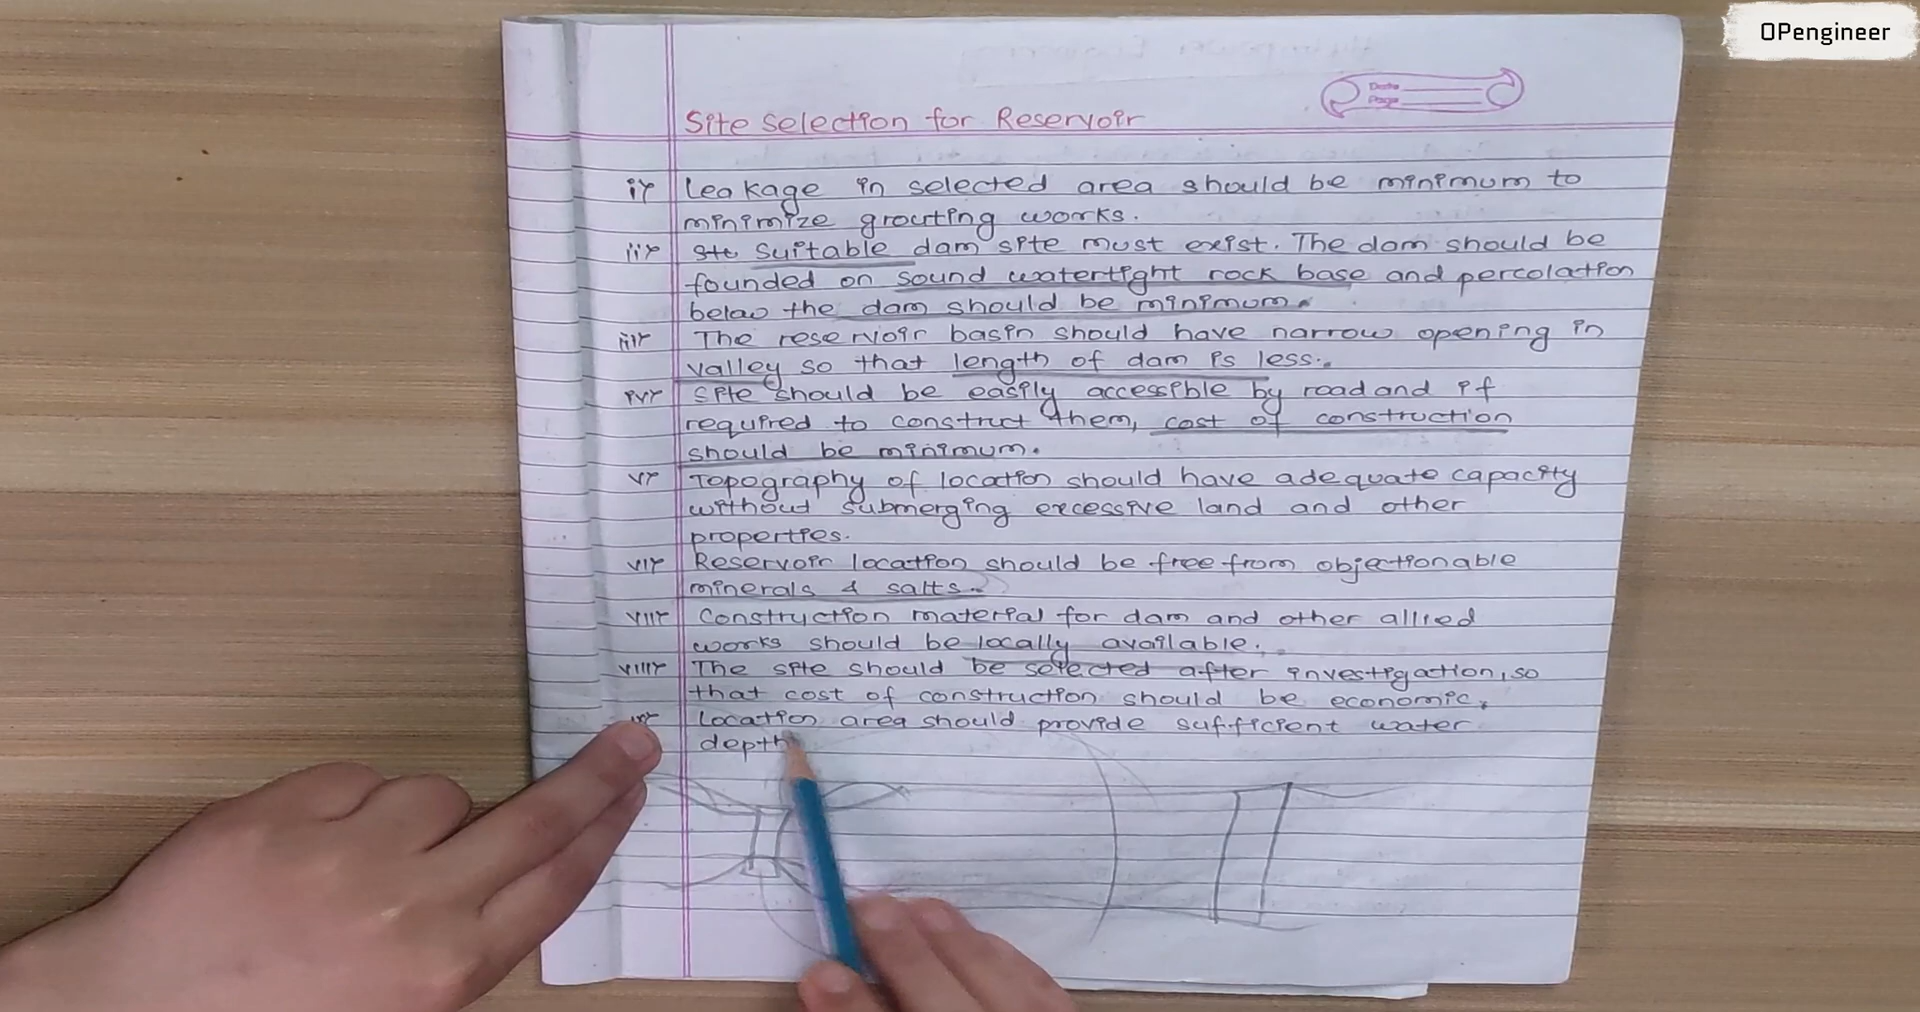 OPengineer
Date
Page
Site Selection for Reservoir
i) Leakage in selected area should be minimum to
minimize grouting works.
ii) suitable dam site must exist. The dam should be
founded on sound watertight rock base and percolation
below the dam should be minimum.
iii) The reservoir basin should have narrow opening in
valley so that length of dam is less.
iv) Site should be easily accessible by road and if
required to construct them, cost of construction
should be minimum.
v) Topography of location should have adequate capacity
without submerging excessive land and other
properties.
vi) Reservoir location should be free from objectionable
minerals & salts.
vii) Construction material for dam and other allied
works should be locally available.
viii) The site should be selected after investigation, so
that cost of construction should be economic.
Location area should provide sufficient water
depth